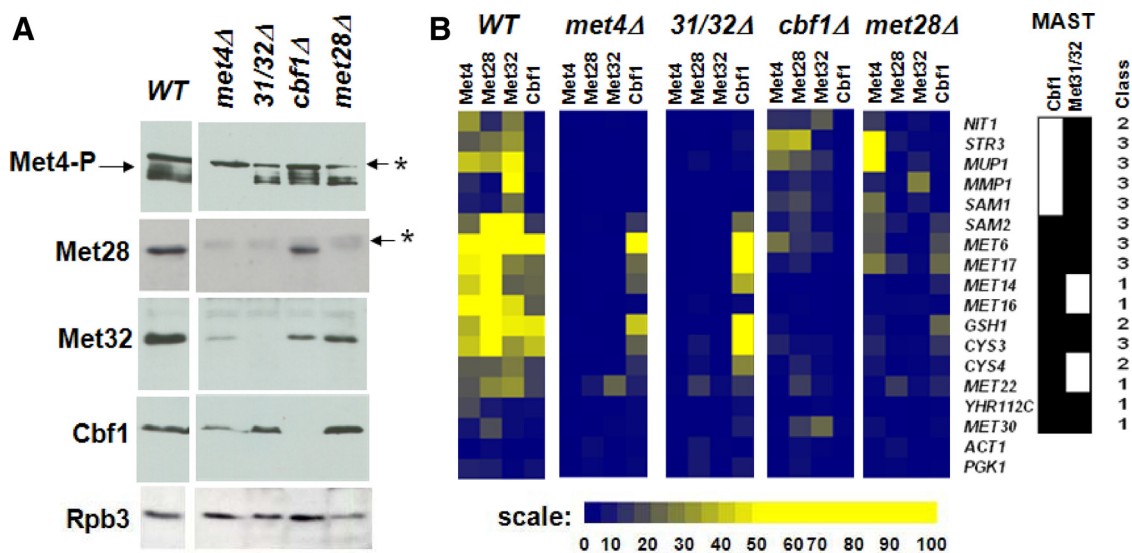 A
WT met4Δ 31/32Δ cbf1Δ met28Δ
Met4-P
*
Met28
*
Met32
Cbf1
Rpb3
B
WT met4Δ 31/32Δ cbf1Δ met28Δ MAST
Met4 Met28 Met32 Cbf1 Met4 Met28 Met32 Cbf1 Met4 Met28 Met32 Cbf1 Met4 Met28 Met32 Cbf1 Met4 Met28 Met32 Cbf1 Cbf1 Met31/32 Class
NIT1 2
STR3 3
MUP1 3
MMP1 3
SAM1 3
SAM2 3
MET6 3
MET17 3
MET14 1
MET16 1
GSH1 2
CYS3 3
CYS4 2
MET22 1
YHR112C 1
MET30 1
ACT1
PGK1
scale:
0 10 20 30 40 50 60 70 80 90 100